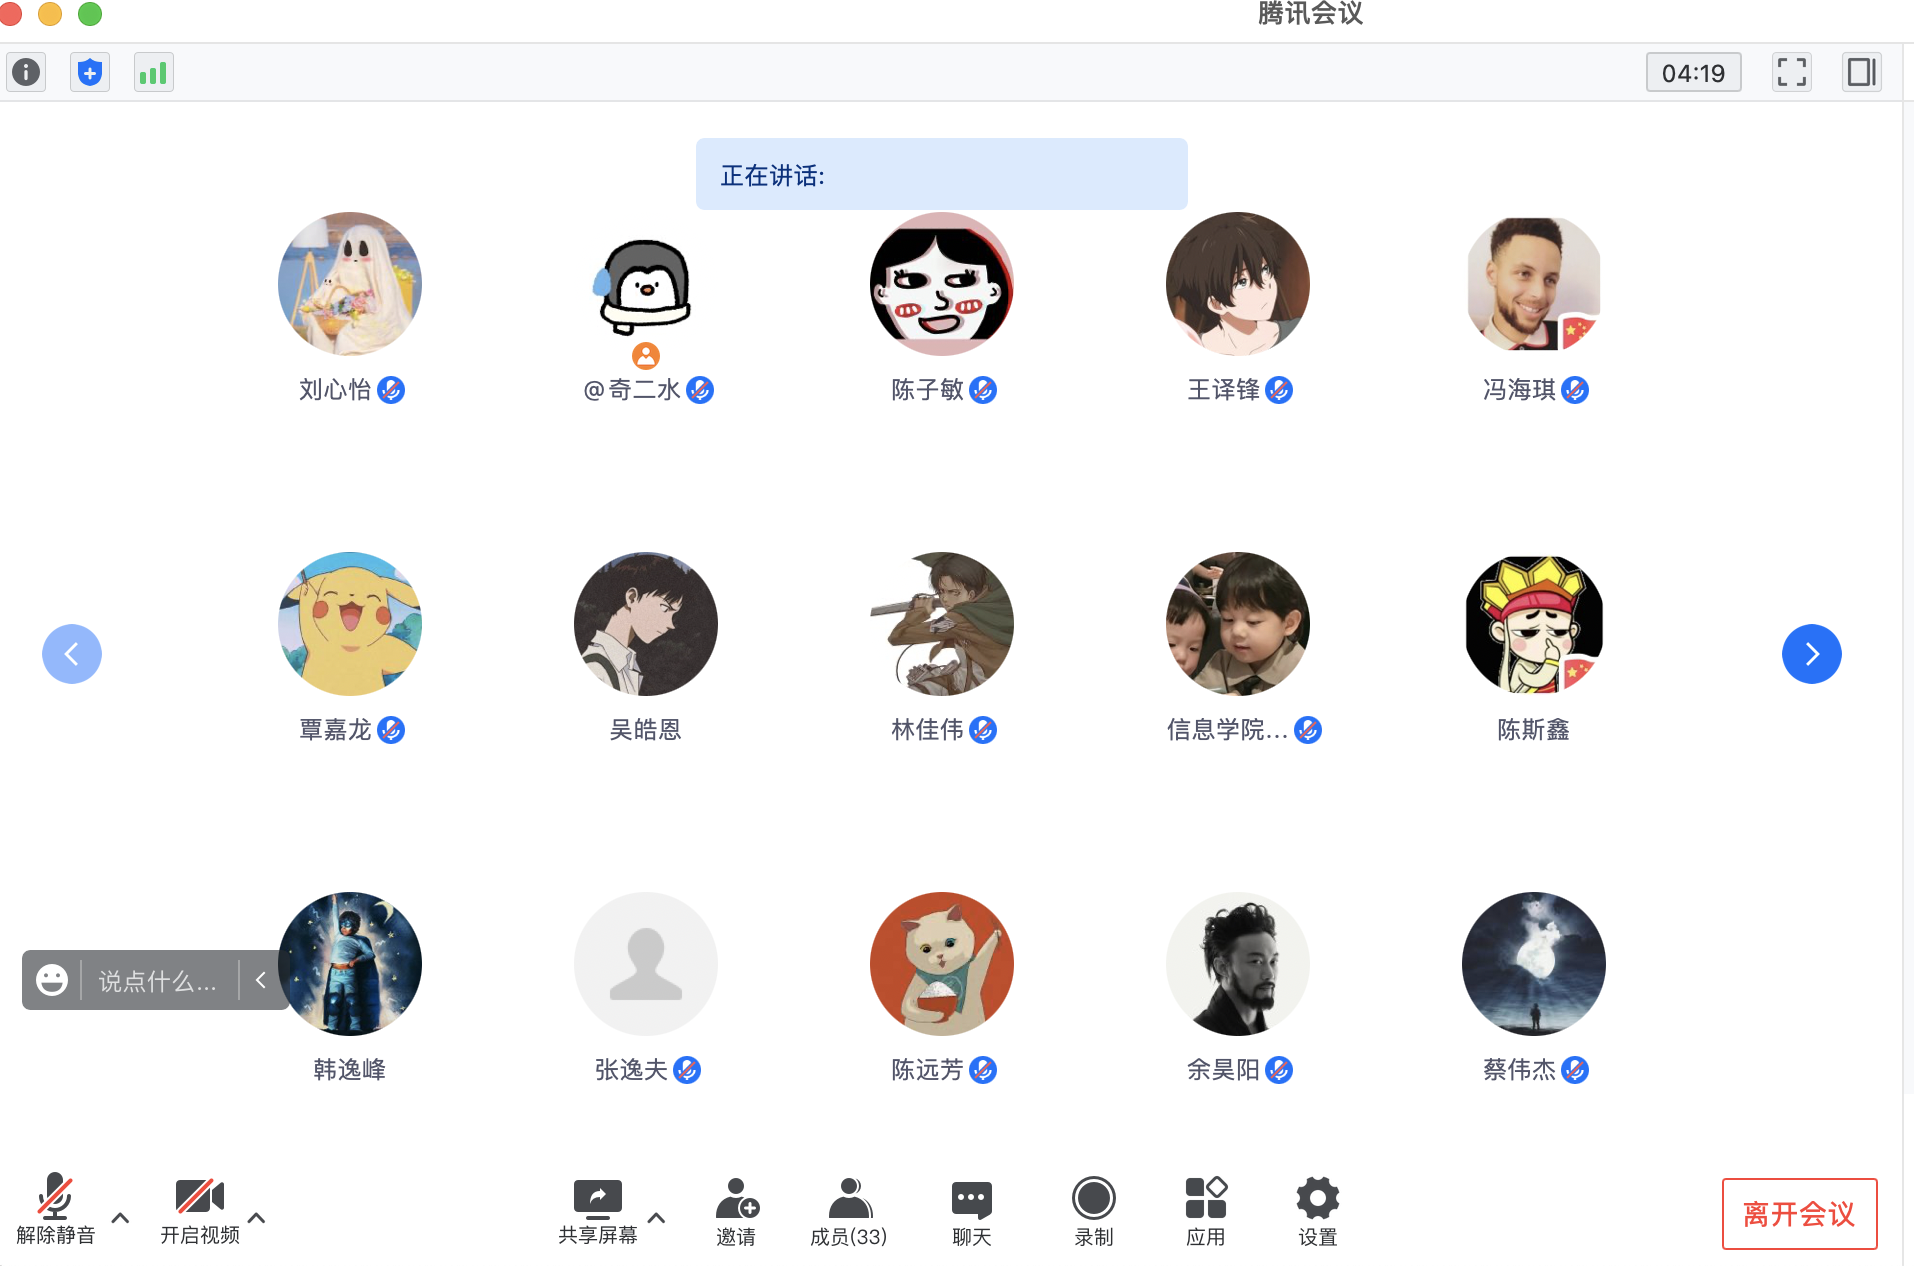 腾讯会议
04:19
正在讲话:
刘心怡
@奇二水
陈子敏
王译锋
冯海琪
覃嘉龙
吴皓恩
林佳伟
信息学院...
陈斯鑫
说点什么...
韩逸峰
张逸夫
陈远芳
余昊阳
蔡伟杰
解除静音
开启视频
共享屏幕
邀请
成员(33)
聊天
录制
应用
设置
离开会议